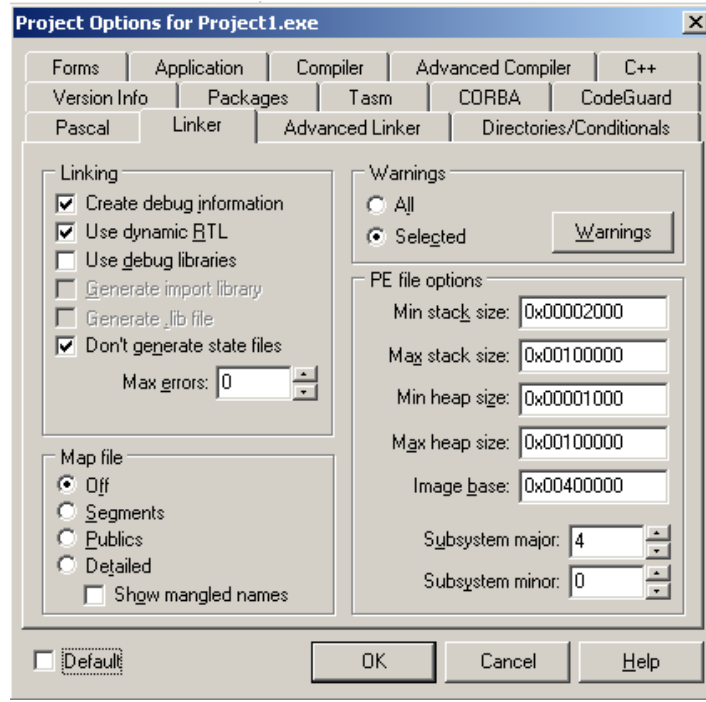 Project Options for Project1.exe
Forms Application Compiler Advanced Compiler C++
Version Info Packages Tasm CORBA CodeGuard
Pascal Linker Advanced Linker Directories/Conditionals
Linking
Create debug information
Use dynamic RTL
Use debug libraries
Generate import library
Generate .lib file
Don't generate state files
Max errors: 0
Map file
Off
Segments
Publics
Detailed
Show mangled names
Warnings
All
Selected
Warnings
PE file options
Min stack size: 0x00002000
Max stack size: 0x00100000
Min heap size: 0x00001000
Max heap size: 0x00100000
Image base: 0x00400000
Subsystem major: 4
Subsystem minor: 0
Default OK Cancel Help